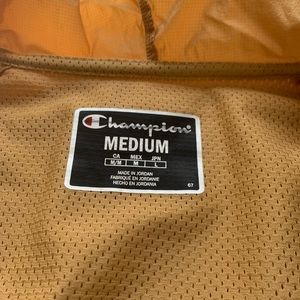 Champion
MEDIUM
CA MEX JPN
M/M M L
MADE IN JORDAN
FABRIQUÉ EN JORDANIE
HECHO EN JORDANIA
67